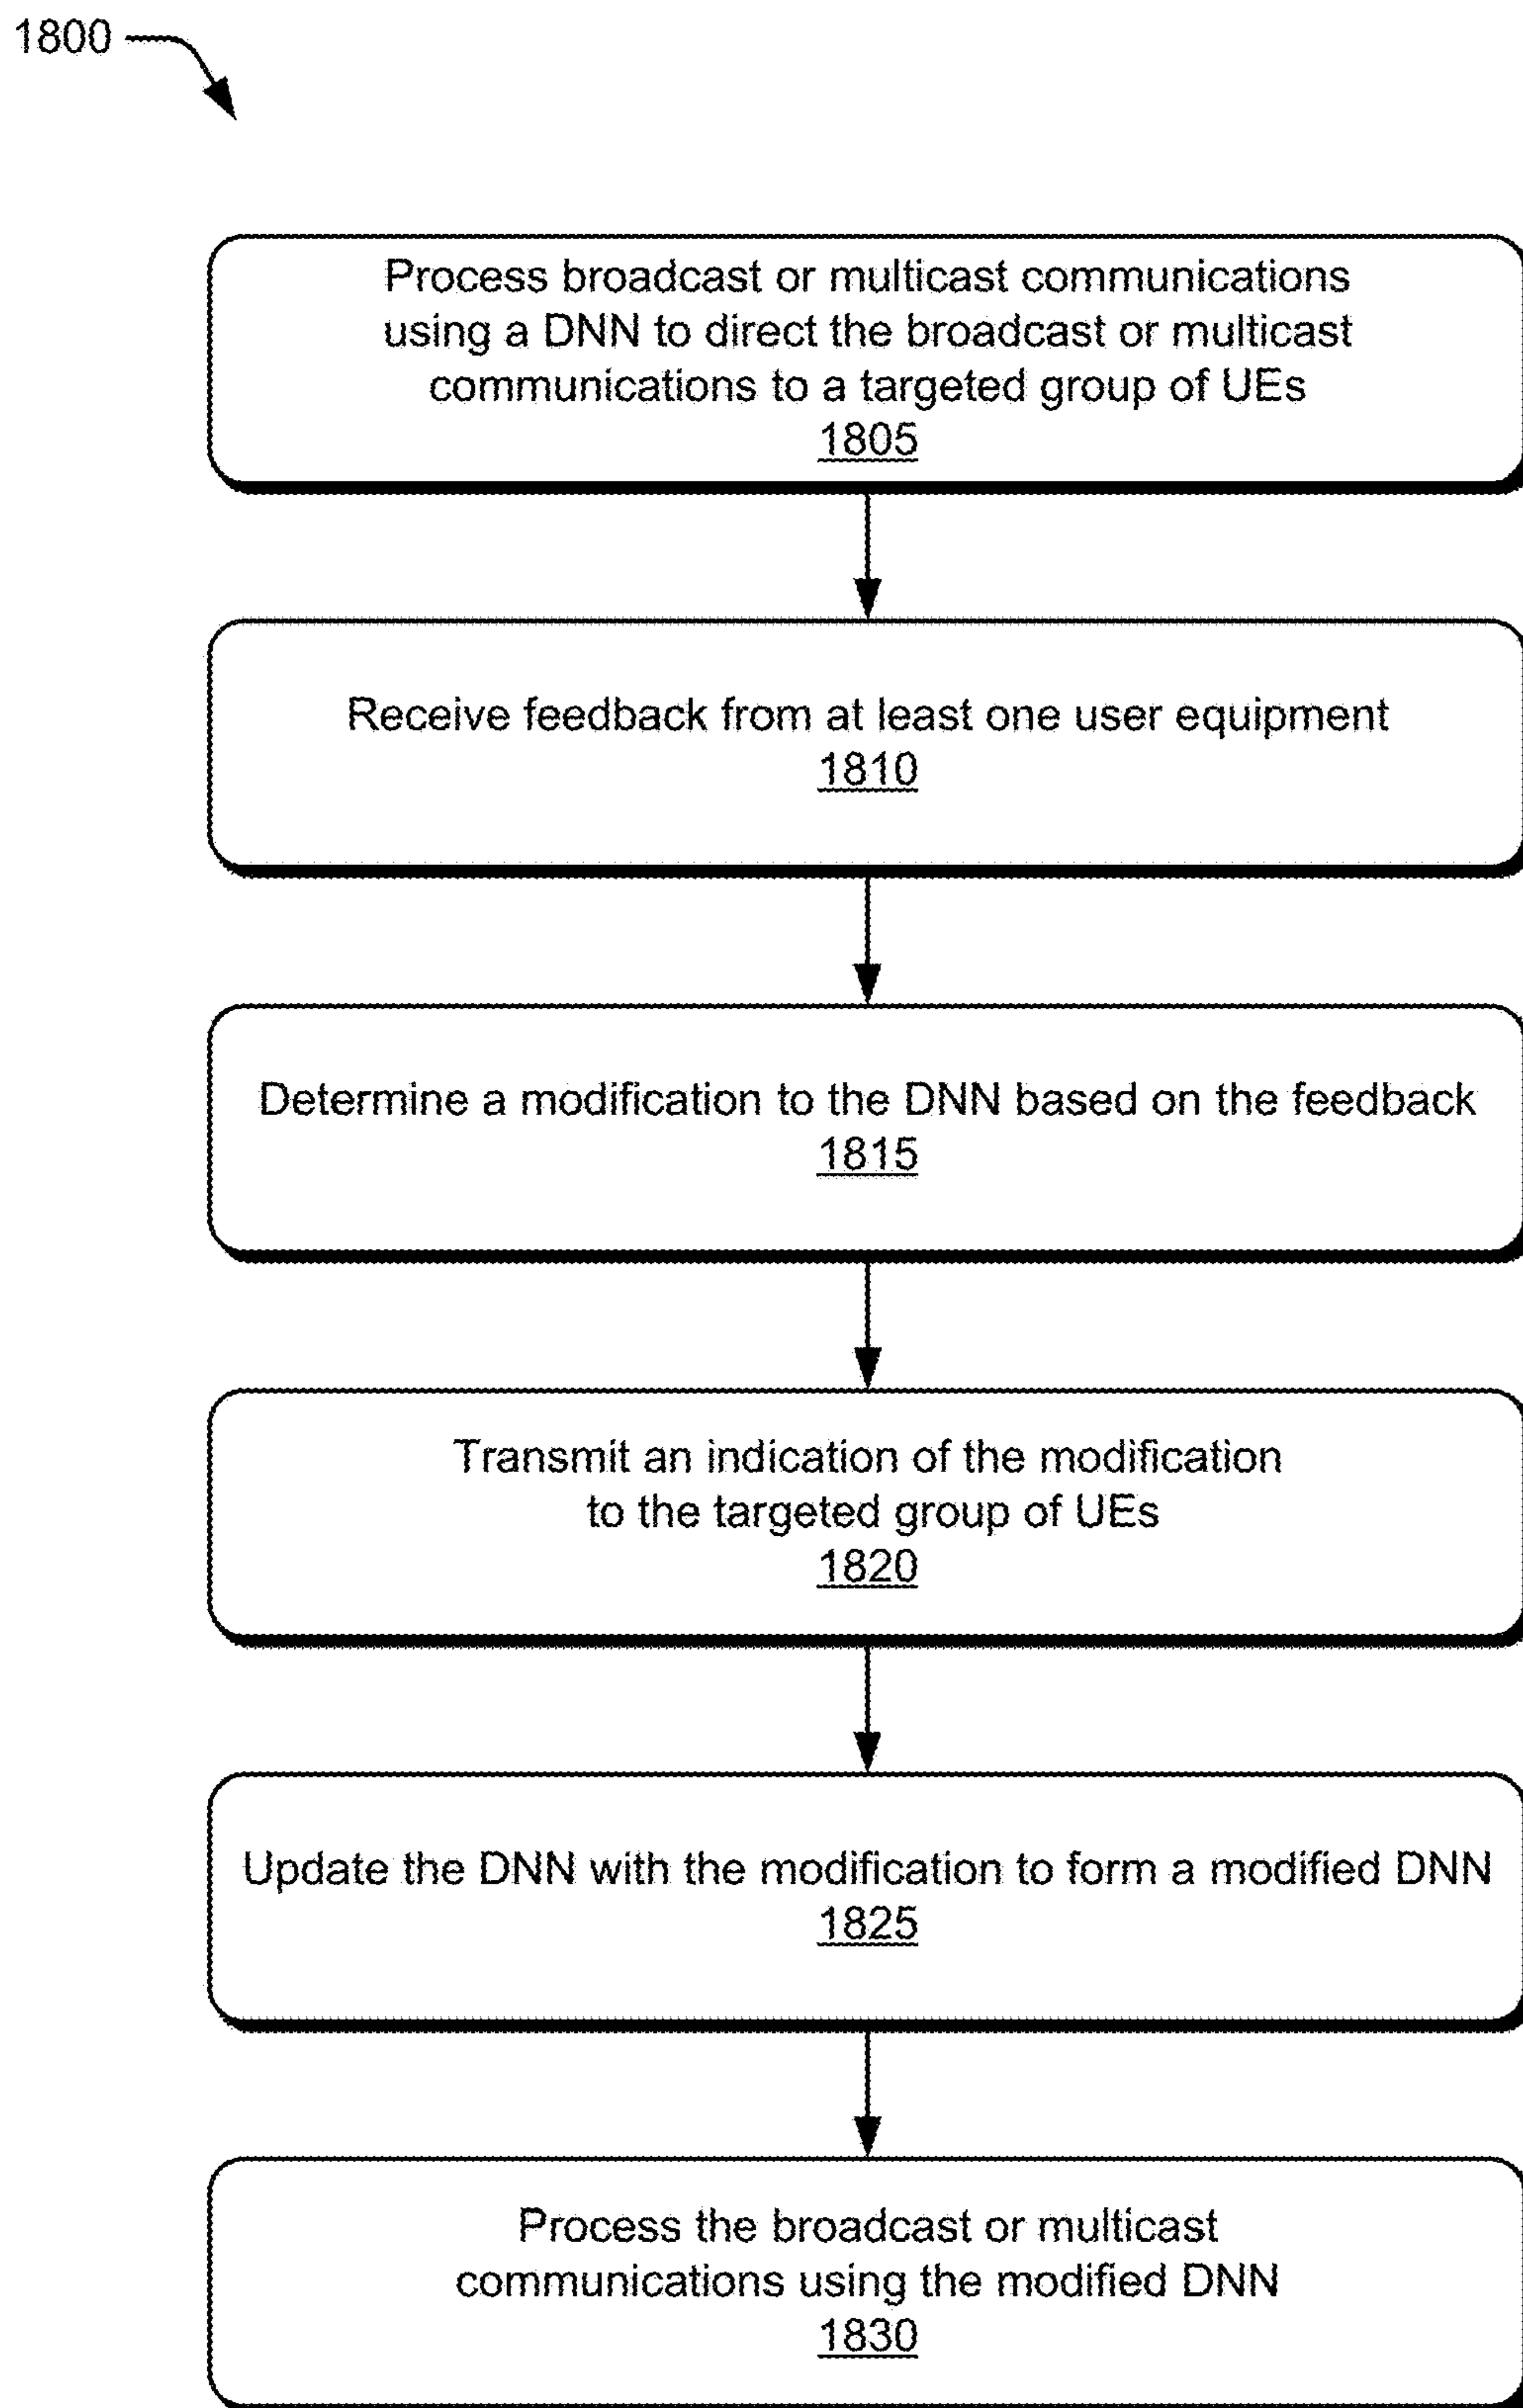 1800
Process broadcast or multicast communications
using a DNN to direct the broadcast or multicast
communications to a targeted group of UEs
1805
Receive feedback from at least one user equipment
1810
Determine a modification to the DNN based on the feedback
1815
Transmit an indication of the modification
to the targeted group of UEs
1820
Update the DNN with the modification to form a modified DNN
1825
Process the broadcast or multicast
communications using the modified DNN
1830